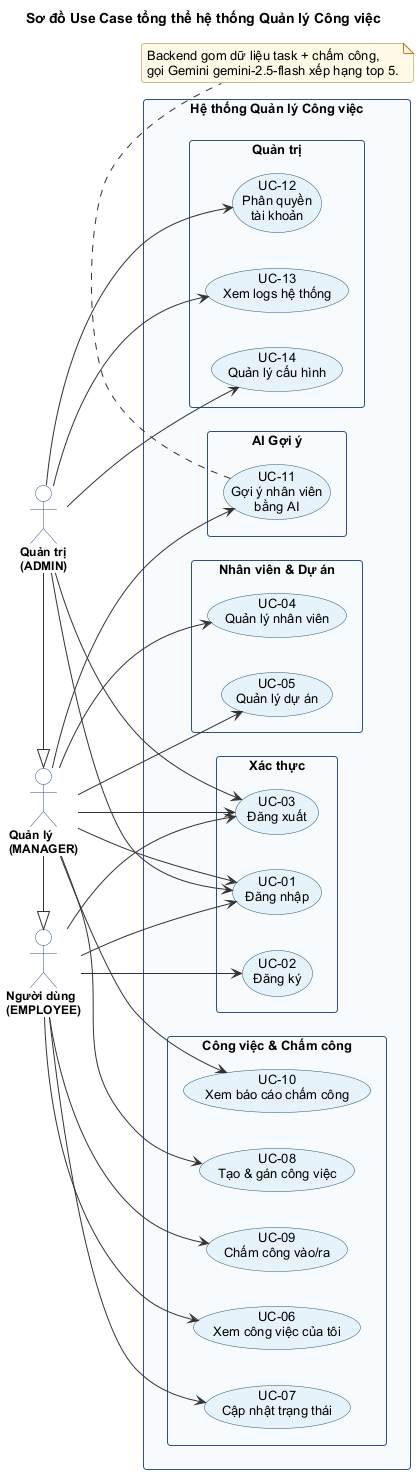 Sơ đồ Use Case tổng thể hệ thống Quản lý Công việc
Backend gom dữ liệu task + chấm công,
gọi Gemini gemini-2.5-flash xếp hạng top 5.
Hệ thống Quản lý Công việc
Quản trị
UC-12
Phân quyền
tài khoản
UC-13
Xem logs hệ thống
UC-14
Quản lý cấu hình
AI Gợi ý
UC-11
Gợi ý nhân viên
bằng AI
Quản trị
(ADMIN)
Nhân viên & Dự án
UC-04
Quản lý nhân viên
UC-05
Quản lý dự án
Xác thực
UC-03
Đăng xuất
Quản lý
(MANAGER)
UC-01
Đăng nhập
UC-02
Đăng ký
Người dùng
(EMPLOYEE)
Công việc & Chấm công
UC-10
Xem báo cáo chấm công
UC-08
Tạo & gán công việc
UC-09
Chấm công vào/ra
UC-06
Xem công việc của tôi
UC-07
Cập nhật trạng thái